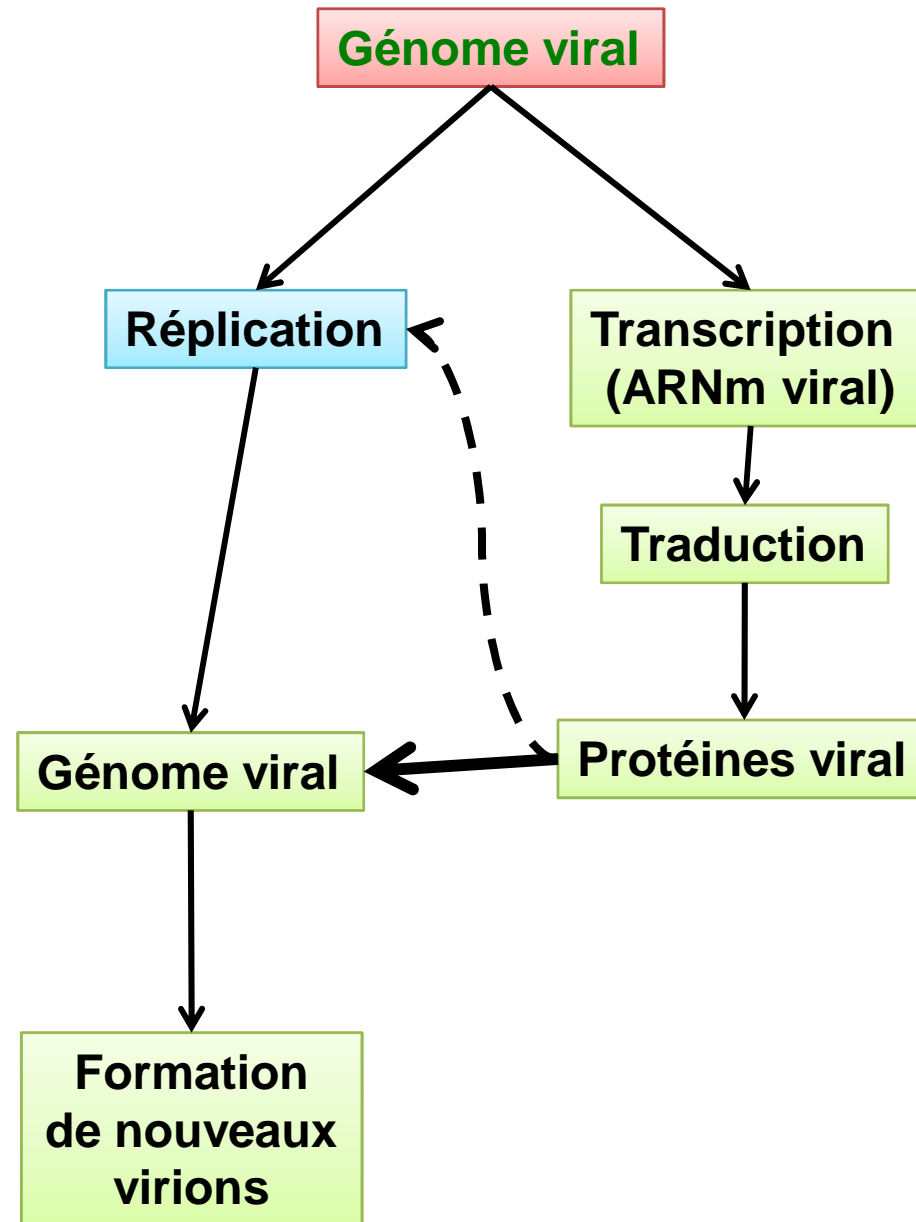 Génome viral
Réplication
Transcription
(ARNm viral)
Traduction
Génome viral
Protéines viral
Formation
de nouveaux
virions